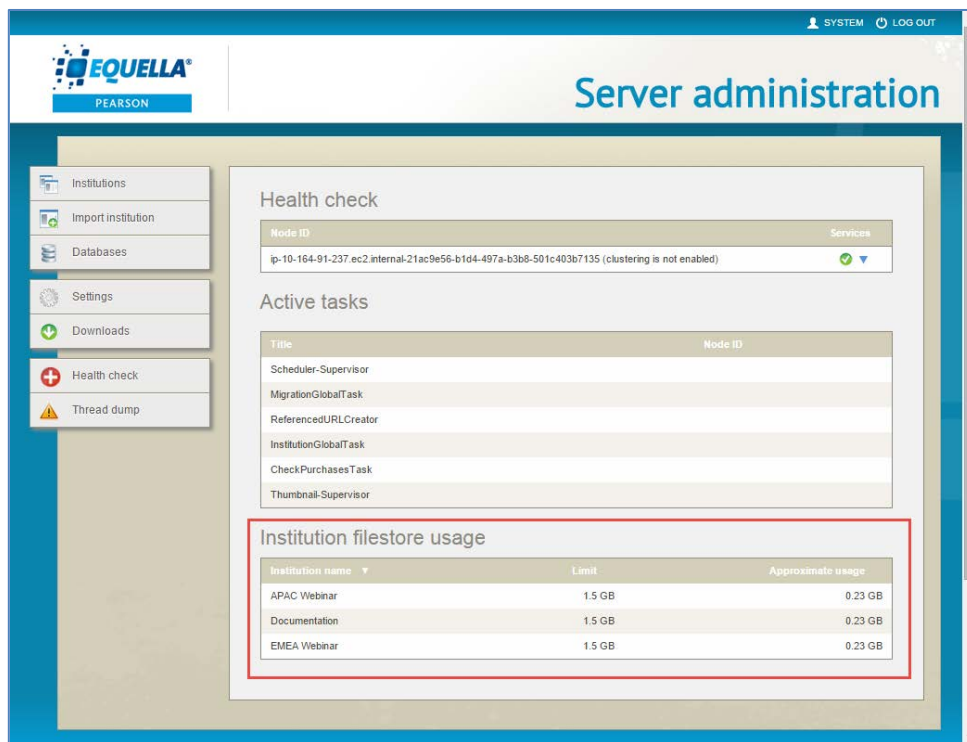 SYSTEM LOG OUT
EQUELLA®
PEARSON
Server administration
Institutions
Import institution
Databases
Settings
Downloads
Health check
Thread dump
Health check
Node ID Services
ip-10-164-91-237.ec2.internal-21ac9e56-b1d4-497a-b3b8-501c403b7135 (clustering is not enabled)
Active tasks
Title Node ID
Scheduler-Supervisor
MigrationGlobalTask
ReferencedURLCreator
InstitutionGlobalTask
CheckPurchasesTask
Thumbnail-Supervisor
Institution filestore usage
Institution name Limit Approximate usage
APAC Webinar 1.5 GB 0.23 GB
Documentation 1.5 GB 0.23 GB
EMEA Webinar 1.5 GB 0.23 GB